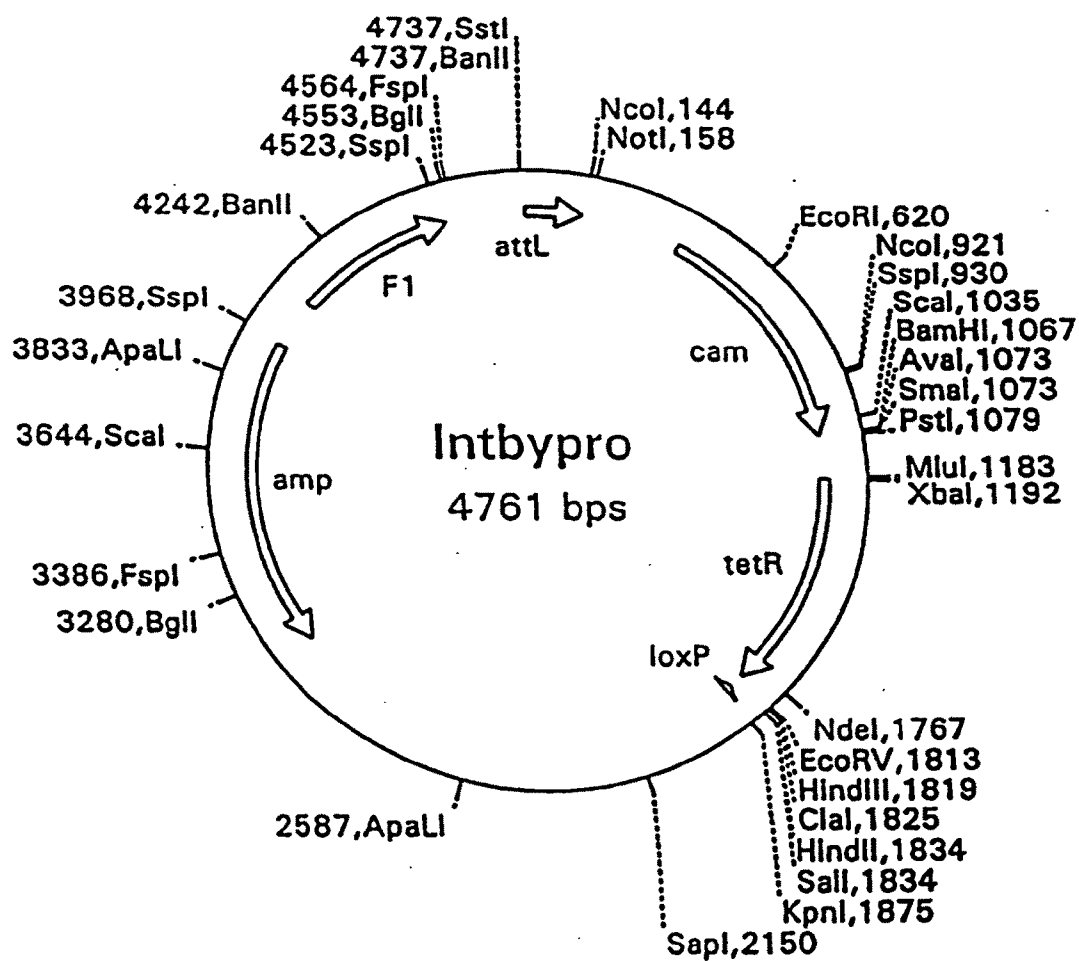 4737,SstI
4737,BanII
4564,FspI
4553,BglI
4523,SspI
4242,BanII
3968,SspI
3833,ApaLI
3644,ScaI
3386,FspI
3280,BglI
2587,ApaLI
NcoI,144
NotI,158
EcoRI,620
NcoI,921
SspI,930
ScaI,1035
BamHI,1067
AvaI,1073
SmaI,1073
PstI,1079
MluI,1183
XbaI,1192
NdeI,1767
EcoRV,1813
HindIII,1819
ClaI,1825
HindII,1834
SalI,1834
KpnI,1875
SapI,2150
attL
F1
cam
amp
Intbypro
4761 bps
tetR
loxP